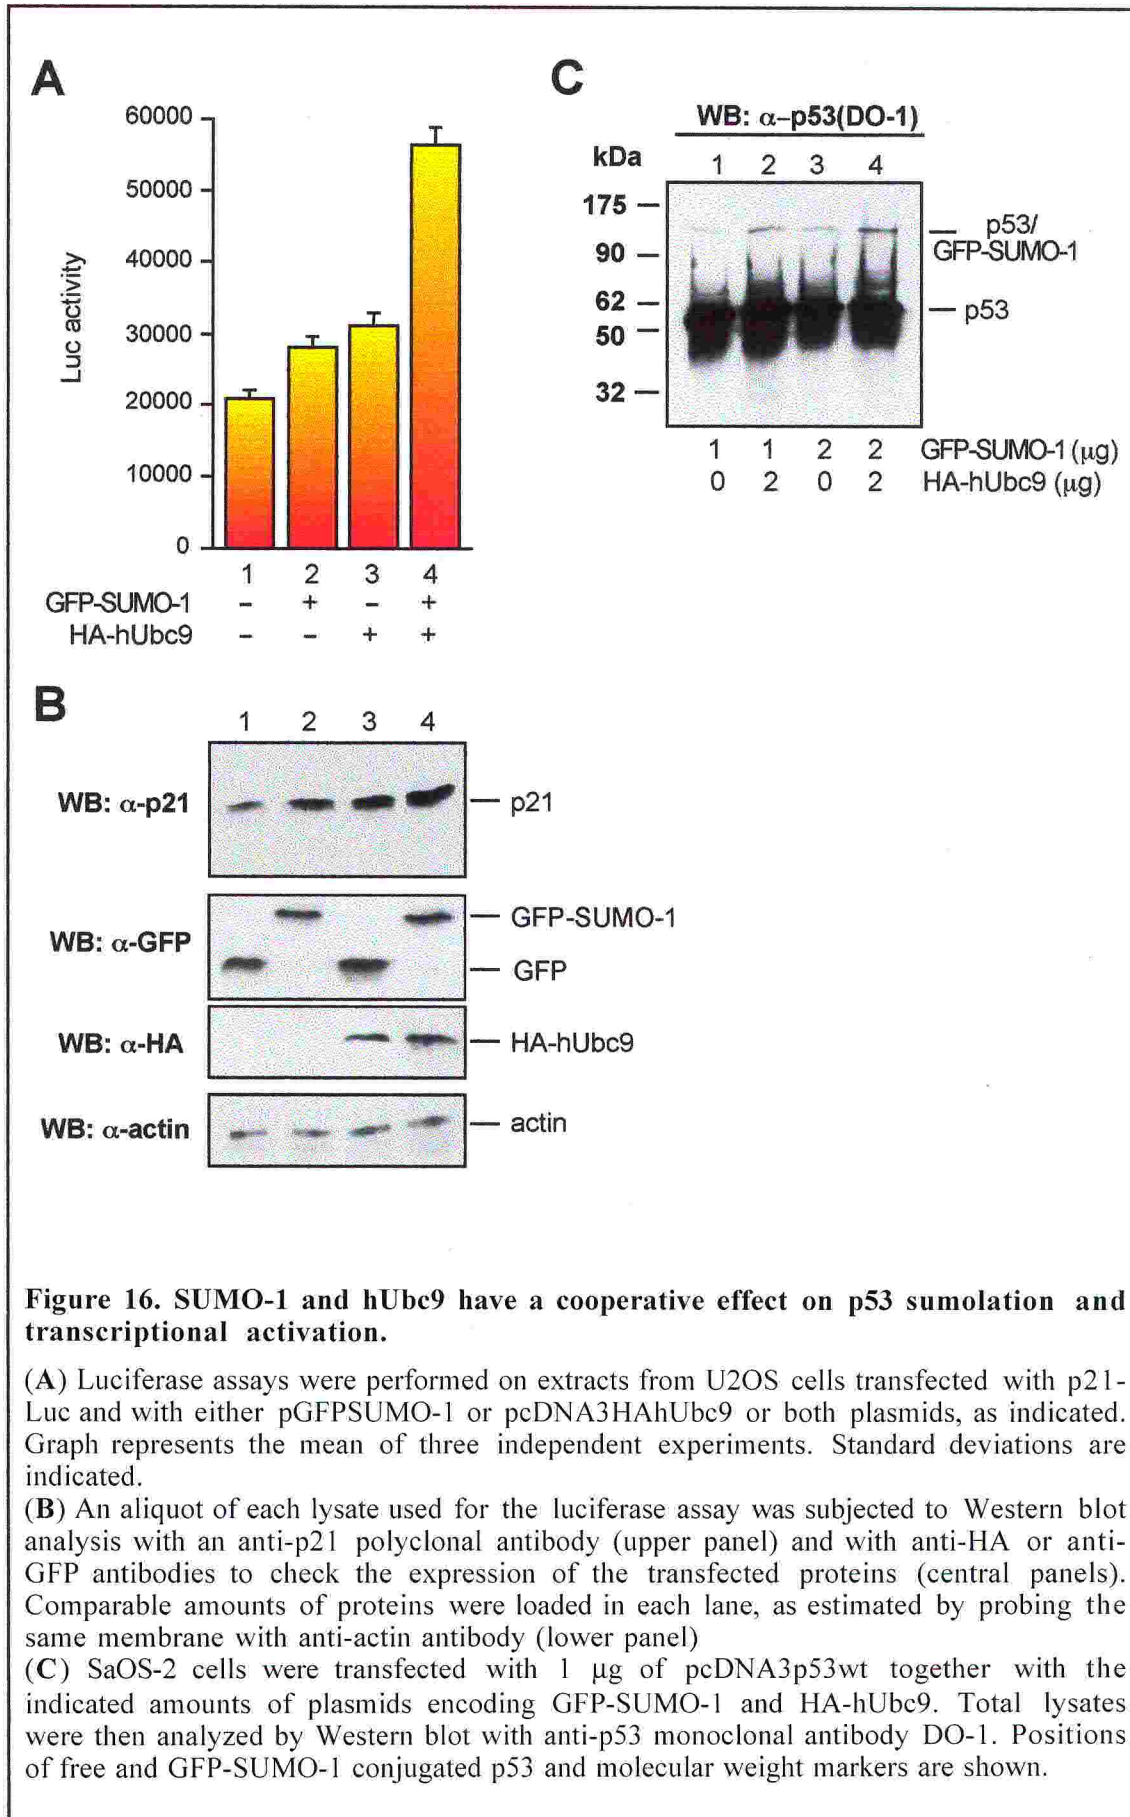 A
60000
50000
40000
30000
20000
10000
0
Luc activity
1 2 3 4
GFP-SUMO-1 – + – +
HA-hUbc9 – – + +
C
WB: α–p53(DO-1)
kDa 1 2 3 4
175
90
62
50
32
p53/
GFP-SUMO-1
p53
1 1 2 2 GFP-SUMO-1 (μg)
0 2 0 2 HA-hUbc9 (μg)
B
1 2 3 4
WB: α-p21 p21
WB: α-GFP GFP-SUMO-1
GFP
WB: α-HA HA-hUbc9
WB: α-actin actin
Figure 16. SUMO-1 and hUbc9 have a cooperative effect on p53 sumolation and
transcriptional activation.
(A) Luciferase assays were performed on extracts from U2OS cells transfected with p21-
Luc and with either pGFPSUMO-1 or pcDNA3HAhUbc9 or both plasmids, as indicated.
Graph represents the mean of three independent experiments. Standard deviations are
indicated.
(B) An aliquot of each lysate used for the luciferase assay was subjected to Western blot
analysis with an anti-p21 polyclonal antibody (upper panel) and with anti-HA or anti-
GFP antibodies to check the expression of the transfected proteins (central panels).
Comparable amounts of proteins were loaded in each lane, as estimated by probing the
same membrane with anti-actin antibody (lower panel)
(C) SaOS-2 cells were transfected with 1 μg of pcDNA3p53wt together with the
indicated amounts of plasmids encoding GFP-SUMO-1 and HA-hUbc9. Total lysates
were then analyzed by Western blot with anti-p53 monoclonal antibody DO-1. Positions
of free and GFP-SUMO-1 conjugated p53 and molecular weight markers are shown.